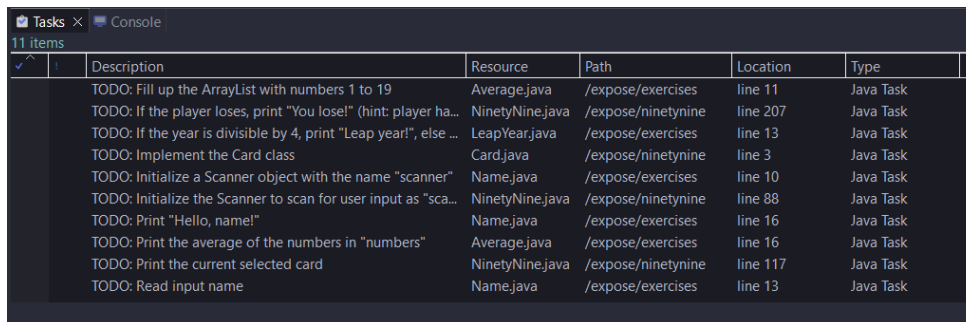 Tasks Console
11 items
! Description Resource Path Location Type
TODO: Fill up the ArrayList with numbers 1 to 19 Average.java /expose/exercises line 11 Java Task
TODO: If the player loses, print "You lose!" (hint: player ha... NinetyNine.java /expose/ninetynine line 207 Java Task
TODO: If the year is divisible by 4, print "Leap year!", else ... LeapYear.java /expose/exercises line 13 Java Task
TODO: Implement the Card class Card.java /expose/ninetynine line 3 Java Task
TODO: Initialize a Scanner object with the name "scanner" Name.java /expose/exercises line 10 Java Task
TODO: Initialize the Scanner to scan for user input as "sca... NinetyNine.java /expose/ninetynine line 88 Java Task
TODO: Print "Hello, name!" Name.java /expose/exercises line 16 Java Task
TODO: Print the average of the numbers in "numbers" Average.java /expose/exercises line 16 Java Task
TODO: Print the current selected card NinetyNine.java /expose/ninetynine line 117 Java Task
TODO: Read input name Name.java /expose/exercises line 13 Java Task